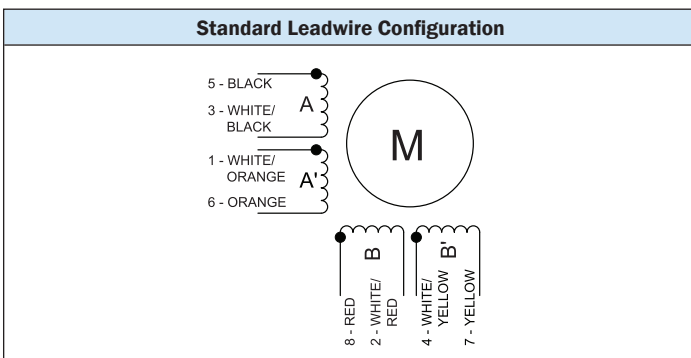 Standard Leadwire Configuration
5 - BLACK
3 - WHITE/
BLACK
A
1 - WHITE/
ORANGE
A'
6 - ORANGE
M
B
B'
8 - RED
2 - WHITE/
RED
4 - WHITE/
YELLOW
7 - YELLOW